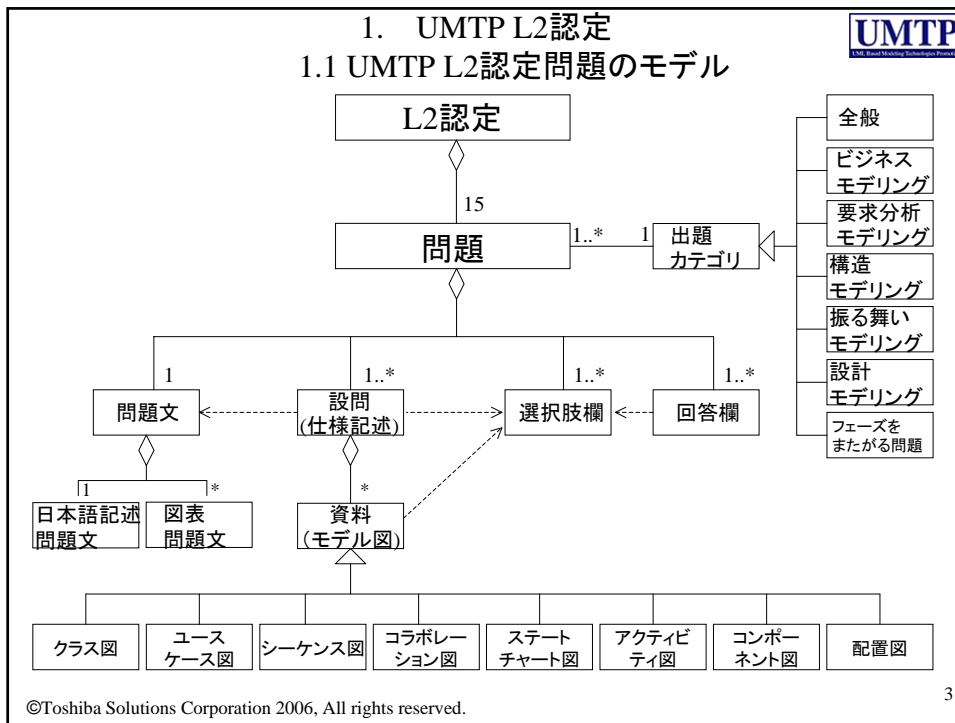 1. UMTP L2認定
1.1 UMTP L2認定問題のモデル
UMTP
UML Based Modeling Technologies Promotion
L2認定
15
問題
1..*
1
出題
カテゴリ
全般
ビジネス
モデリング
要求分析
モデリング
構造
モデリング
振る舞い
モデリング
設計
モデリング
フェーズを
またがる問題
1
1..*
1..*
1..*
問題文
設問
(仕様記述)
選択肢欄
回答欄
1
*
*
日本語記述
問題文
図表
問題文
資料
(モデル図)
クラス図
ユース
ケース図
シーケンス図
コラボレー
ション図
ステート
チャート図
アクティビ
ティ図
コンポー
ネント図
配置図
©Toshiba Solutions Corporation 2006, All rights reserved.
3